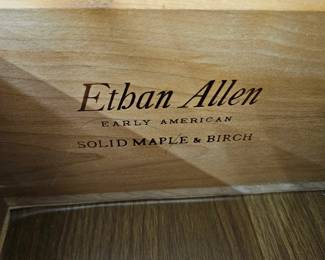 Ethan Allen
EARLY AMERICAN
SOLID MAPLE & BIRCH